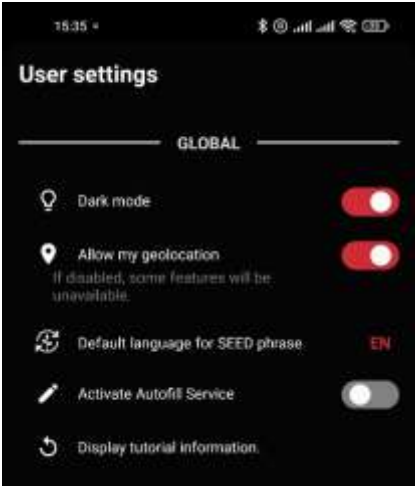 15:35
User settings
GLOBAL
Dark mode
Allow my geolocation
If disabled, some features will be
unavailable.
Default language for SEED phrase
EN
Activate Autofill Service
Display tutorial information.